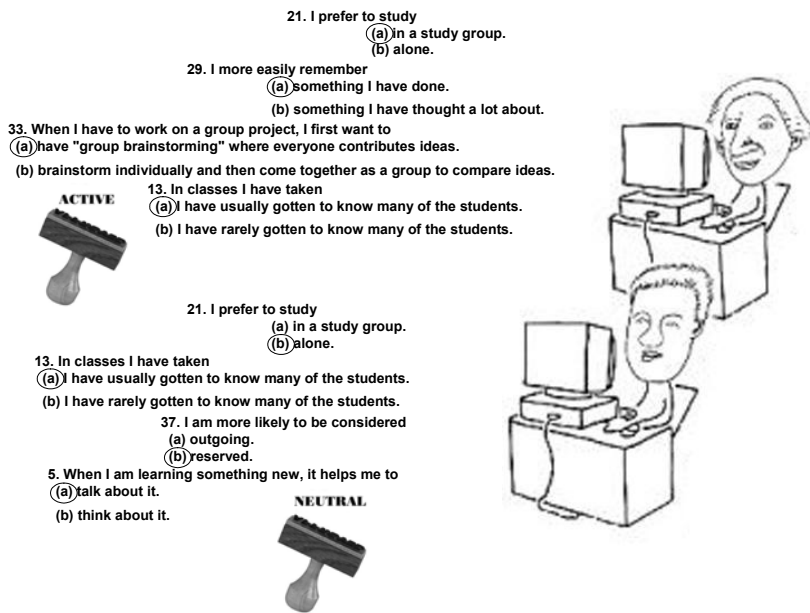 21. I prefer to study
(a) in a study group.
(b) alone.
29. I more easily remember
(a) something I have done.
(b) something I have thought a lot about.
33. When I have to work on a group project, I first want to
(a) have "group brainstorming" where everyone contributes ideas.
(b) brainstorm individually and then come together as a group to compare ideas.
13. In classes I have taken
(a) I have usually gotten to know many of the students.
(b) I have rarely gotten to know many of the students.
ACTIVE
21. I prefer to study
(a) in a study group.
(b) alone.
13. In classes I have taken
(a) I have usually gotten to know many of the students.
(b) I have rarely gotten to know many of the students.
37. I am more likely to be considered
(a) outgoing.
(b) reserved.
5. When I am learning something new, it helps me to
(a) talk about it.
(b) think about it.
NEUTRAL